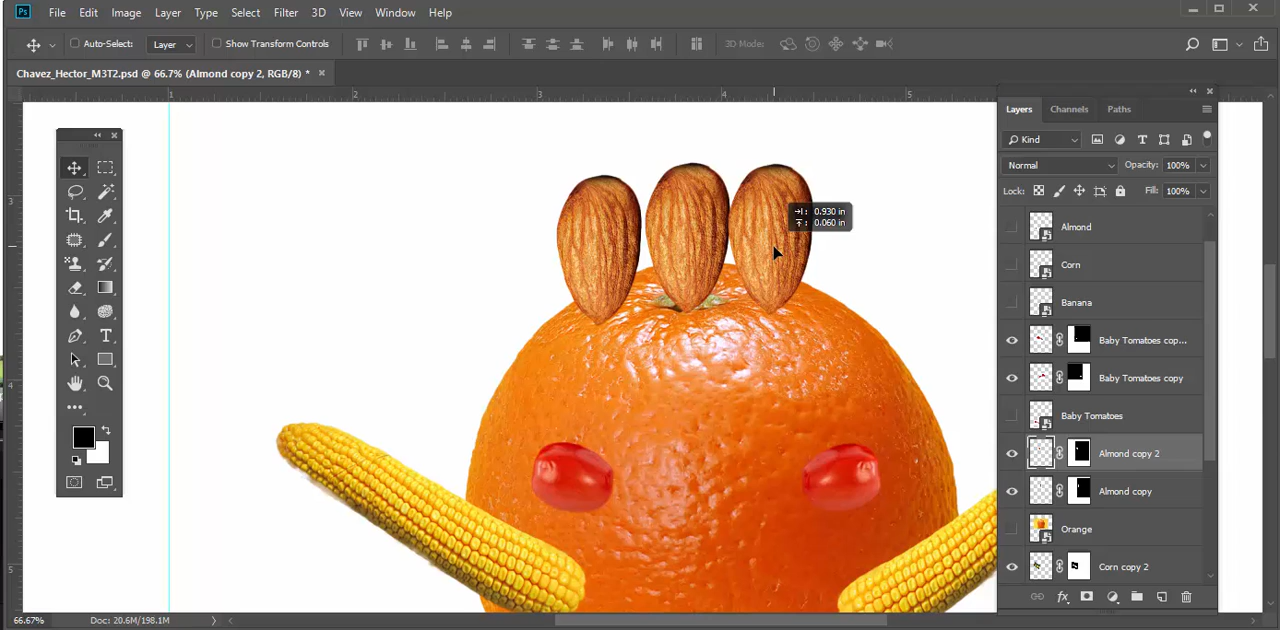 Ps File Edit Image Layer Type Select Filter 3D View Window Help
Auto-Select: Layer Show Transform Controls 3D Mode:
Chavez_Hector_M3T2.psd @ 66.7% (Almond copy 2, RGB/8) *
1 2 3 4 5
Layers Channels Paths
Kind
Normal Opacity: 100%
Lock: Fill: 100%
3
0.930 in
0.060 in
Almond
Corn
Banana
Baby Tomatoes cop...
4
Baby Tomatoes copy
Baby Tomatoes
Almond copy 2
Almond copy
Orange
5
Corn copy 2
66.67% Doc: 20.6M/198.1M